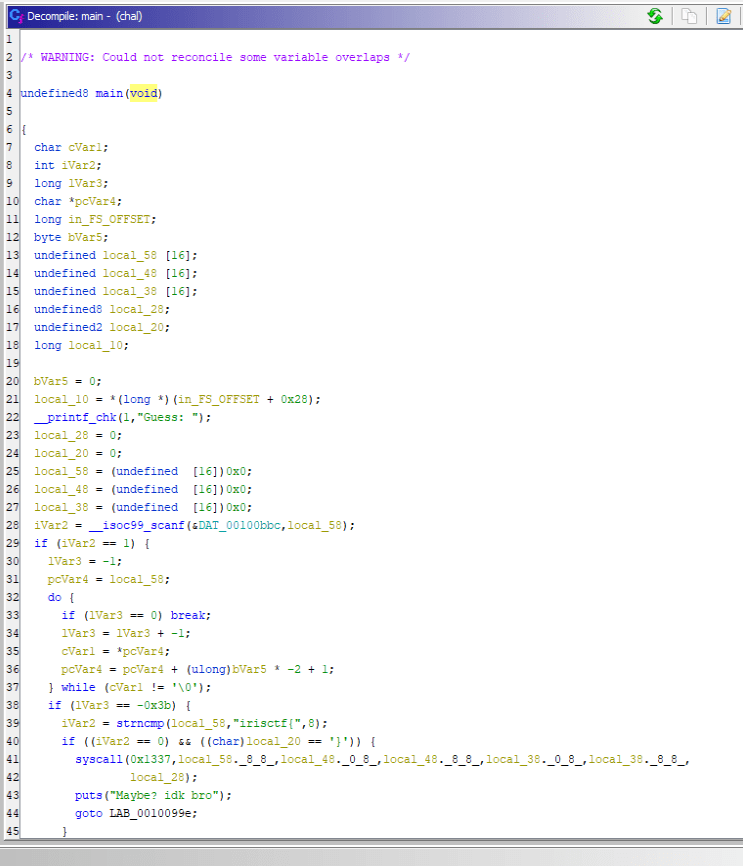 Decompile: main - (chal)
1
2 /* WARNING: Could not reconcile some variable overlaps */
3
4 undefined8 main(void)
5
6 {
7 char cVar1;
8 int iVar2;
9 long lVar3;
10 char *pcVar4;
11 long in_FS_OFFSET;
12 byte bVar5;
13 undefined local_58 [16];
14 undefined local_48 [16];
15 undefined local_38 [16];
16 undefined8 local_28;
17 undefined2 local_20;
18 long local_10;
19
20 bVar5 = 0;
21 local_10 = *(long *)(in_FS_OFFSET + 0x28);
22 __printf_chk(1,"Guess: ");
23 local_28 = 0;
24 local_20 = 0;
25 local_58 = (undefined [16])0x0;
26 local_48 = (undefined [16])0x0;
27 local_38 = (undefined [16])0x0;
28 iVar2 = __isoc99_scanf(&DAT_00100bbc,local_58);
29 if (iVar2 == 1) {
30 lVar3 = -1;
31 pcVar4 = local_58;
32 do {
33 if (lVar3 == 0) break;
34 lVar3 = lVar3 + -1;
35 cVar1 = *pcVar4;
36 pcVar4 = pcVar4 + (ulong)bVar5 * -2 + 1;
37 } while (cVar1 != '\0');
38 if (lVar3 == -0x3b) {
39 iVar2 = strncmp(local_58,"irisctf{",8);
40 if ((iVar2 == 0) && ((char)local_20 == '}')) {
41 syscall(0x1337,local_58._8_8_,local_48._0_8_,local_48._8_8_,local_38._0_8_,local_38._8_8_,
42 local_28);
43 puts("Maybe? idk bro");
44 goto LAB_0010099e;
45 }